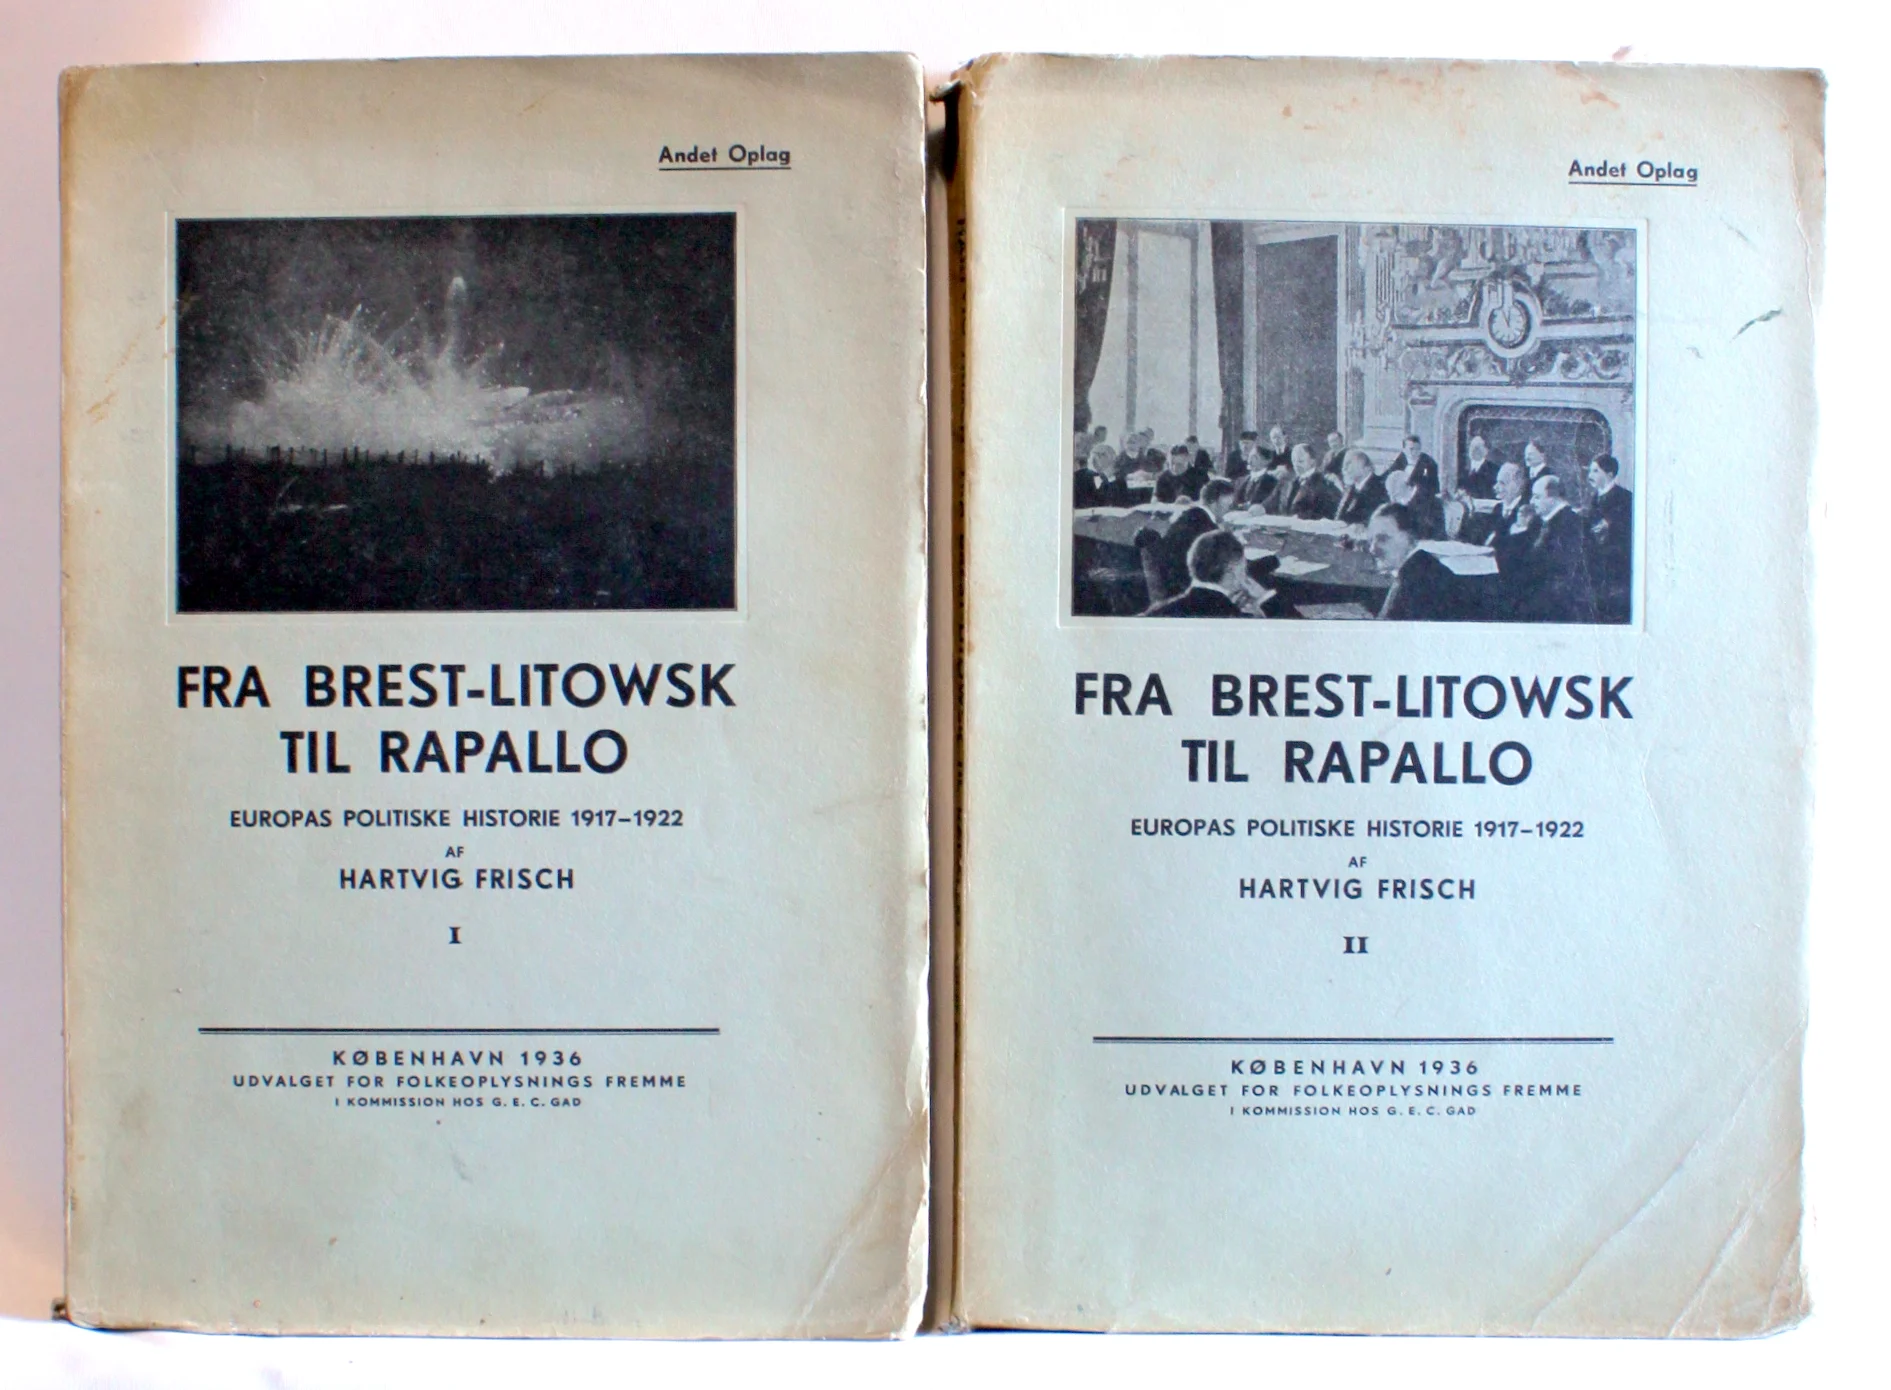 Andet Oplag
FRA BREST-LITOWSK
TIL RAPALLO
EUROPAS POLITISKE HISTORIE 1917–1922
AF
HARTVIG FRISCH
I
KØBENHAVN 1936
UDVALGET FOR FOLKEOPLYSNINGS FREMME
I KOMMISSION HOS G. E. C. GAD
Andet Oplag
FRA BREST-LITOWSK
TIL RAPALLO
EUROPAS POLITISKE HISTORIE 1917–1922
AF
HARTVIG FRISCH
II
KØBENHAVN 1936
UDVALGET FOR FOLKEOPLYSNINGS FREMME
I KOMMISSION HOS G. E. C. GAD